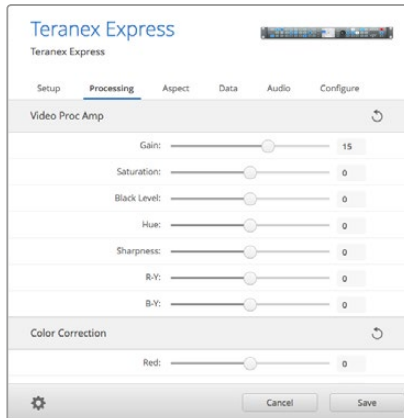 Teranex Express
Teranex Express
Setup Processing Aspect Data Audio Configure
Video Proc Amp
Gain: 15
Saturation: 0
Black Level: 0
Hue: 0
Sharpness: 0
R-Y: 0
B-Y: 0
Color Correction
Red: 0
Cancel Save